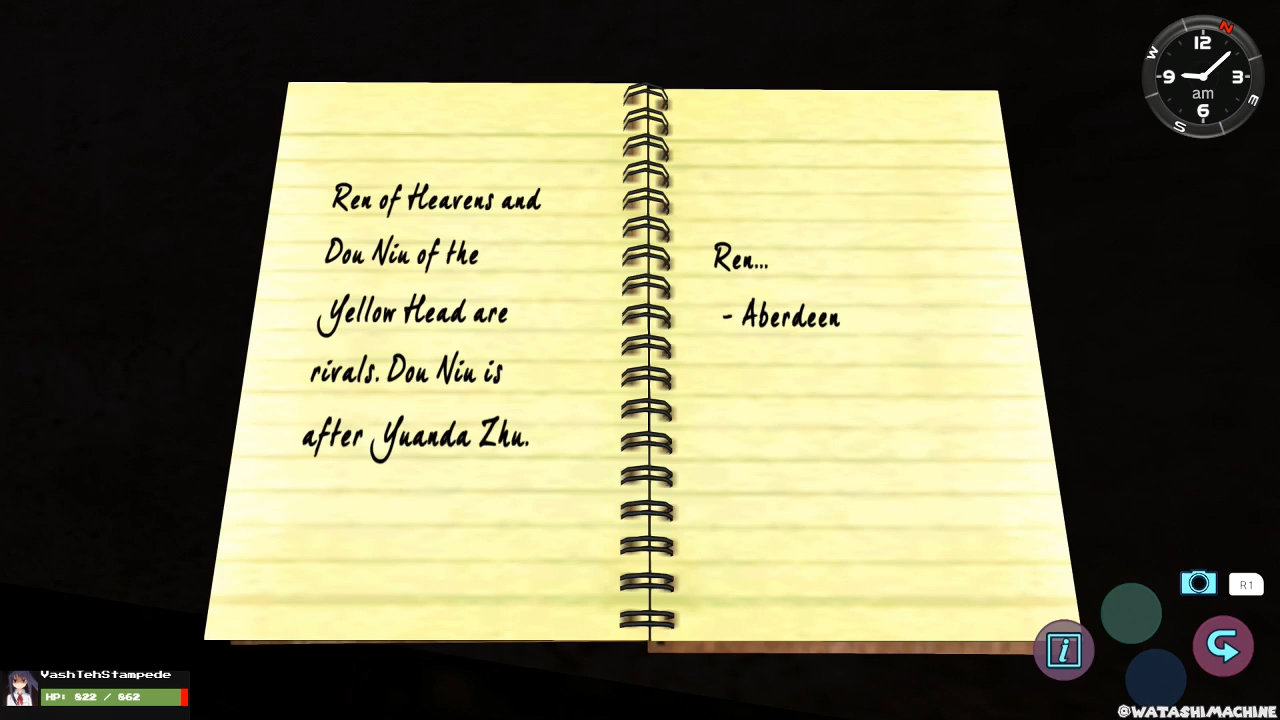 Ren of Heavens and
Dou Niu of the
Yellow Head are
rivals. Dou Niu is
after Yuanda Zhu.
Ren...
- Aberdeen
N
W
E
S
12
9
3
am
6
R1
i
VashTehStampede
HP: 822 / 862
@WATASHIMACHINE